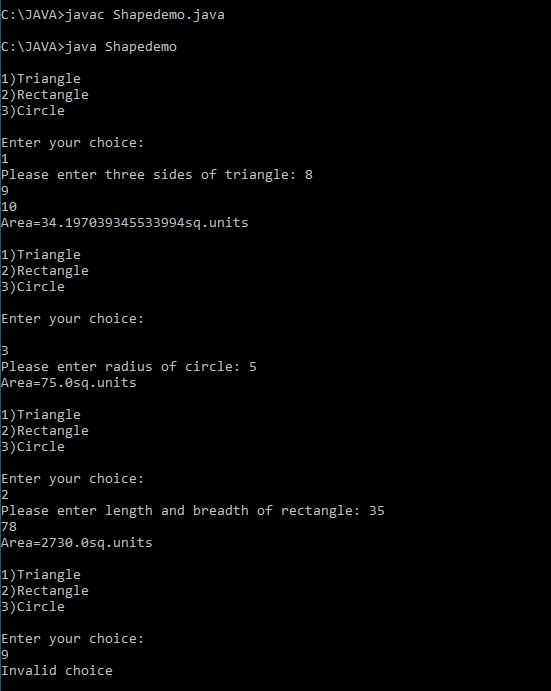 C:\JAVA>javac Shapedemo.java
C:\JAVA>java Shapedemo
1)Triangle
2)Rectangle
3)Circle
Enter your choice:
1
Please enter three sides of triangle: 8
9
10
Area=34.197039345533994sq.units
1)Triangle
2)Rectangle
3)Circle
Enter your choice:
3
Please enter radius of circle: 5
Area=75.0sq.units
1)Triangle
2)Rectangle
3)Circle
Enter your choice:
2
Please enter length and breadth of rectangle: 35
78
Area=2730.0sq.units
1)Triangle
2)Rectangle
3)Circle
Enter your choice:
9
Invalid choice